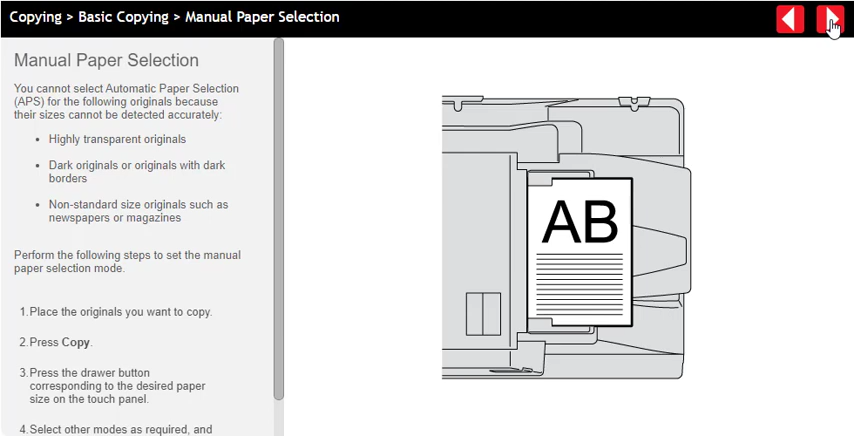 Copying > Basic Copying > Manual Paper Selection
Manual Paper Selection
You cannot select Automatic Paper Selection
(APS) for the following originals because
their sizes cannot be detected accurately:
• Highly transparent originals
• Dark originals or originals with dark
borders
• Non-standard size originals such as
newspapers or magazines
Perform the following steps to set the manual
paper selection mode.
1. Place the originals you want to copy.
2. Press Copy.
3. Press the drawer button
corresponding to the desired paper
size on the touch panel.
4. Select other modes as required, and
AB